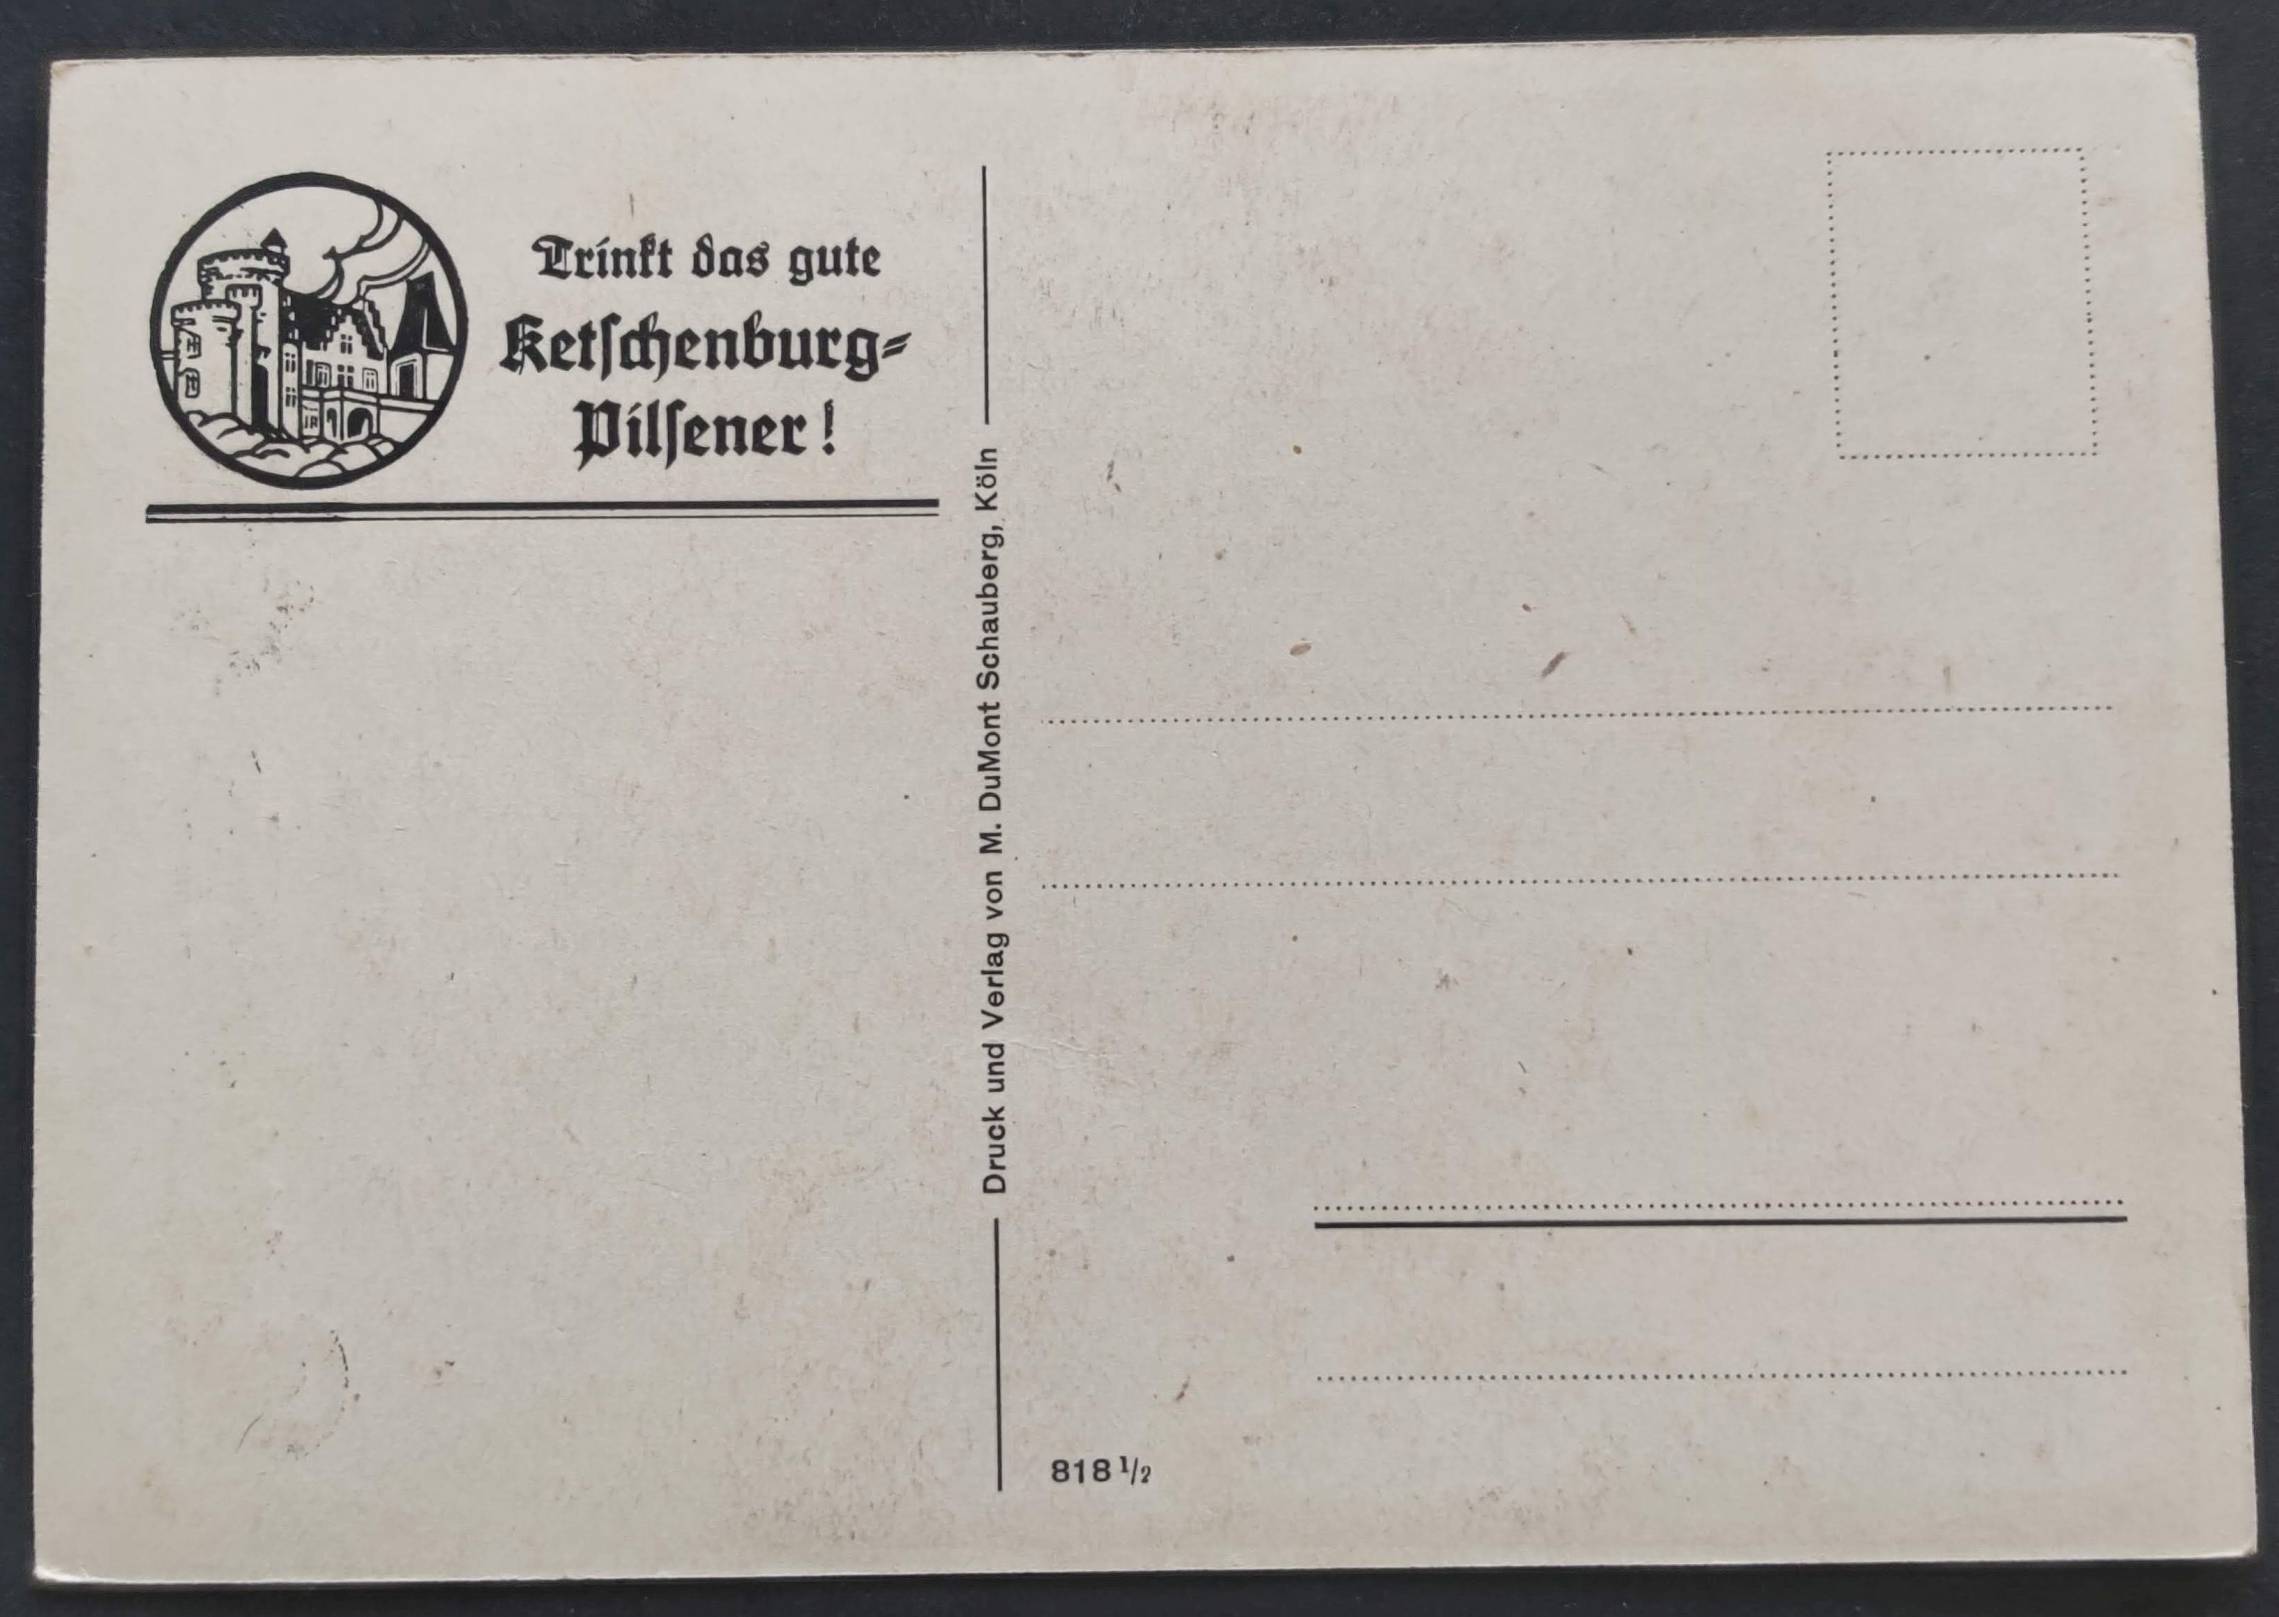 Trinkt das gute
Ketschenburg-
Pilsener!
Druck und Verlag von M. DuMont Schauberg, Köln
818 1/2